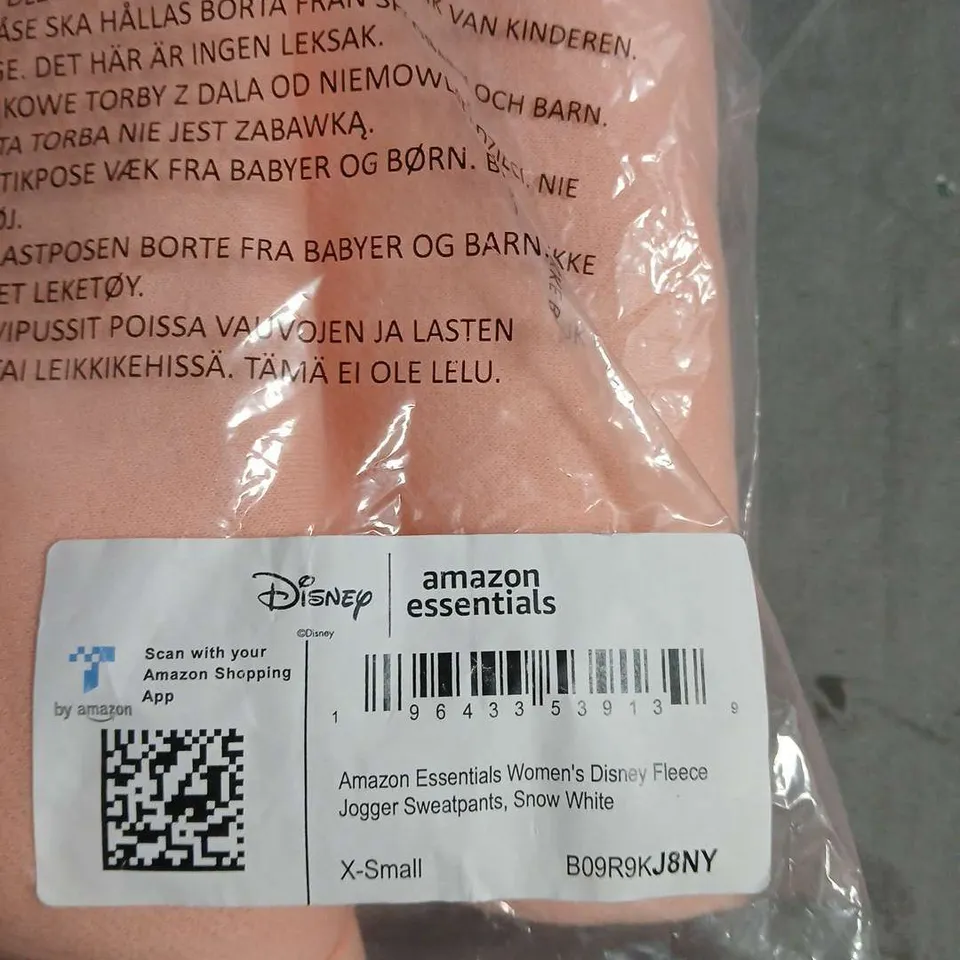 ÅSE SKA HÅLLAS BORTA FRÅN
VAN KINDEREN.
SE. DET HÄR ÄR INGEN LEKSAK.
KOWE TORBY Z DALA OD NIEMOWL
OCH BARN.
TA TORBA NIE JEST ZABAWKĄ.
TIKPOSE VÆK FRA BABYER OG BØRN.
NIE
ØJ.
ASTPOSEN BORTE FRA BABYER OG BARN. IKKE
ET LEKETØY.
VIPUSSIT POISSA VAUVOJEN JA LASTEN
TAI LEIKKIKEHISSÄ. TÄMÄ EI OLE LELU.
Disney
©Disney
amazon
essentials
Scan with your
Amazon Shopping
App
by amazon
1 96433 53913 9
Amazon Essentials Women's Disney Fleece
Jogger Sweatpants, Snow White
X-Small
B09R9KJ8NY